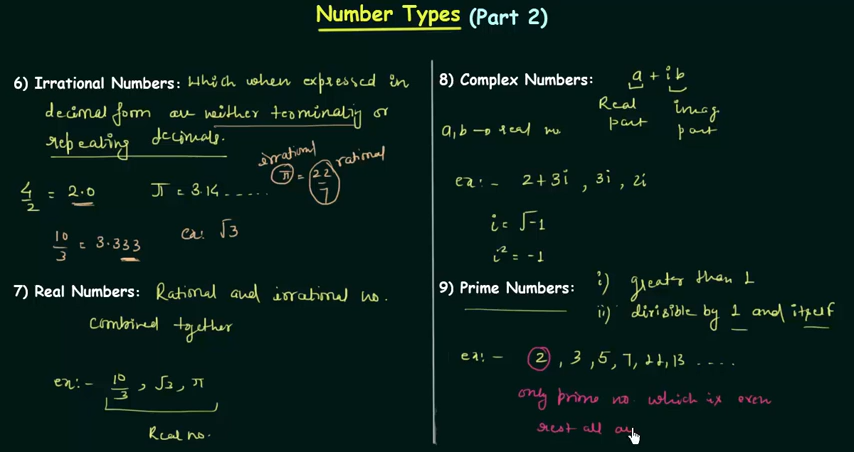 Number Types (Part 2)
6) Irrational Numbers: Which when expressed in
decimal form are neither terminatig or
repeating decimals.
4/2 = 2.0
π = 3.14......
irrational
π = 22/7
rational
10/3 = 3.333
ex: √3
7) Real Numbers: Rational and irrational no.
combined together
ex:- 10/3, √3, π
Real no.
8) Complex Numbers: a + ib
Real part
imag part
a,b → real no
ex:- 2+3i, 3i, 2i
i = √-1
i² = -1
9) Prime Numbers: i) greater than 1
ii) divisible by 1 and itself
ex:- 2, 3, 5, 7, 11, 13 ....
only prime no. which is even
rest all a